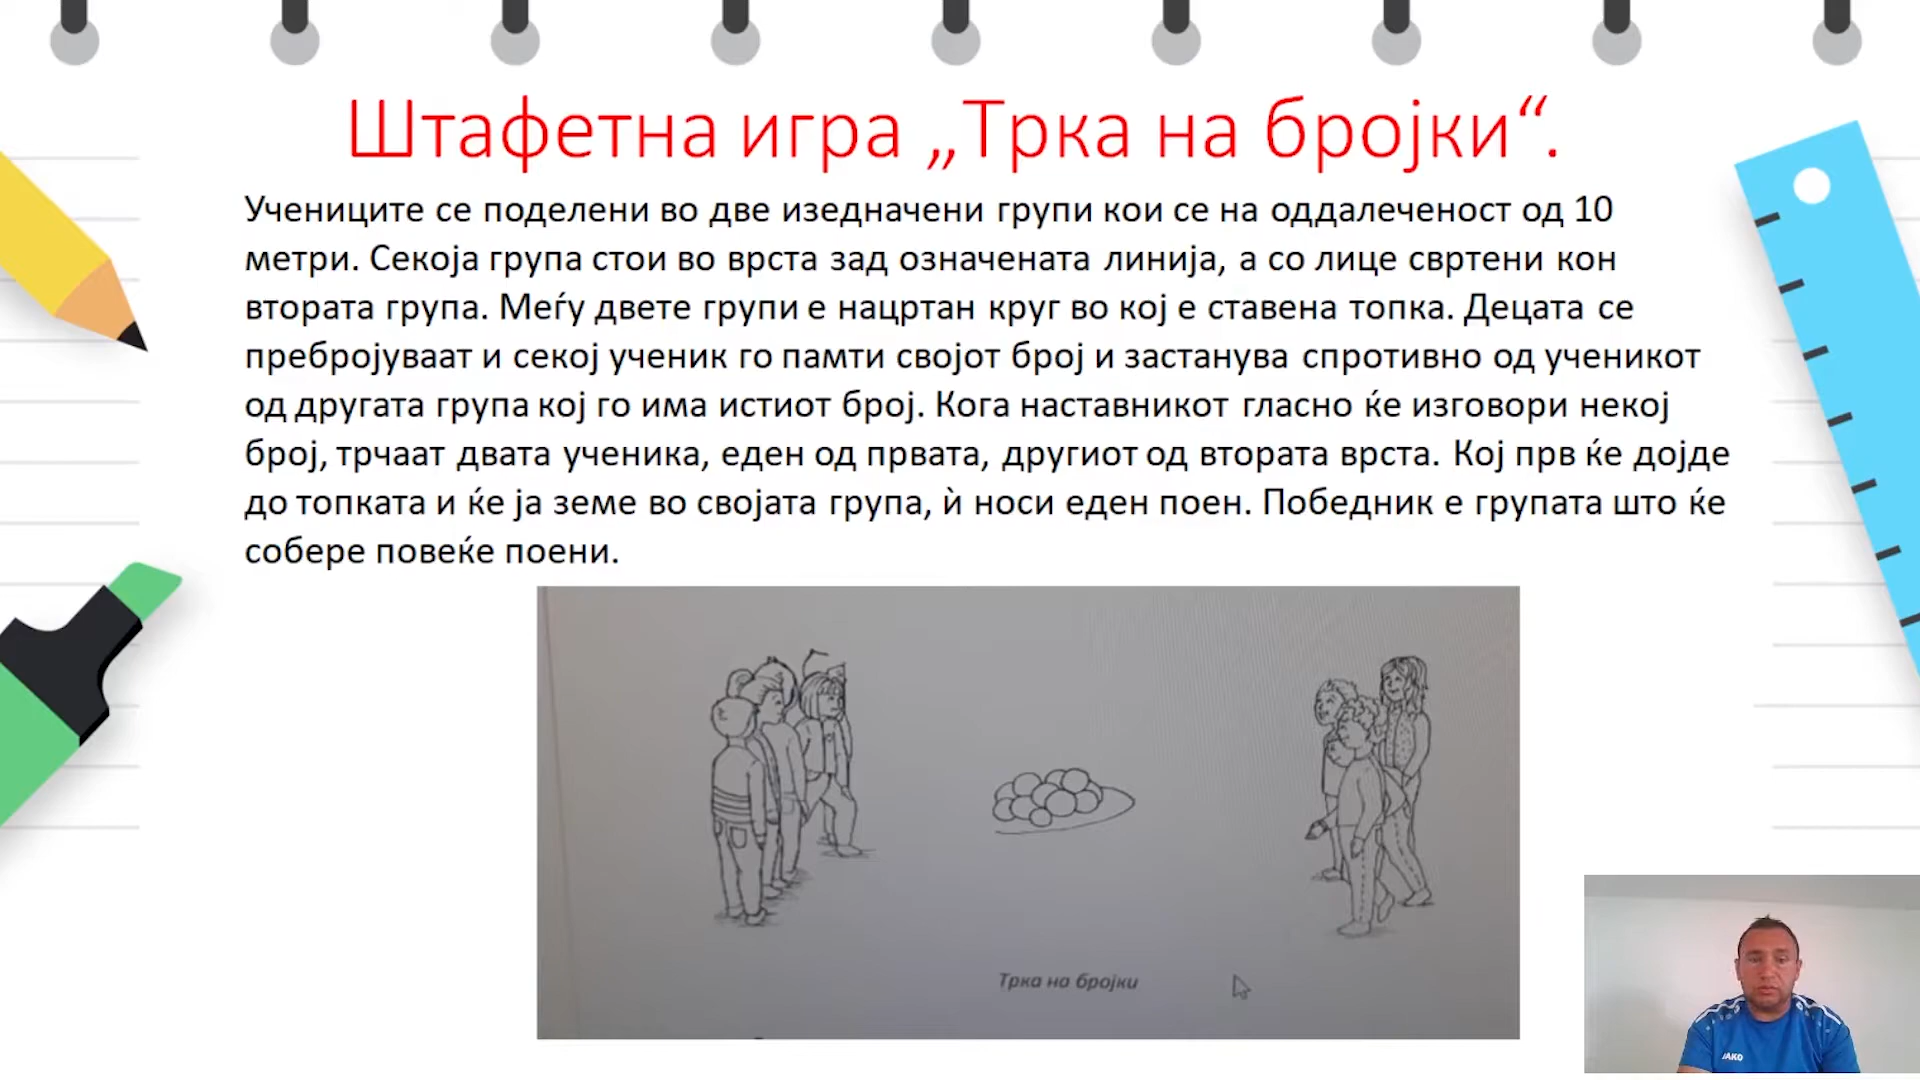 Штафетна игра „Трка на бројки“.
Учениците се поделени во две изедначени групи кои се на оддалеченост од 10
метри. Секоја група стои во врста зад означената линија, а со лице свртени кон
втората група. Меѓу двете групи е нацртан круг во кој е ставена топка. Децата се
пребројуваат и секој ученик го памти својот број и застанува спротивно од ученикот
од другата група кој го има истиот број. Кога наставникот гласно ќе изговори некој
број, трчаат двата ученика, еден од првата, другиот од втората врста. Кој прв ќе дојде
до топката и ќе ја земе во својата група, ѝ носи еден поен. Победник е групата што ќе
собере повеќе поени.
Трка на бројки
JAKO